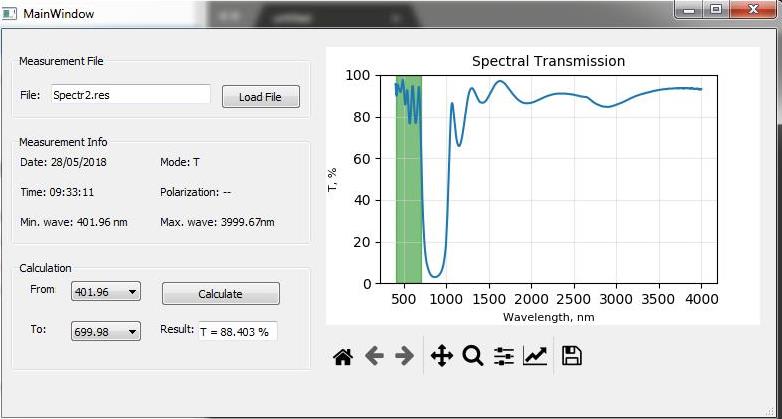 MainWindow
Measurement File
File: Spectr2.res Load File
Measurement Info
Date: 28/05/2018 Mode: T
Time: 09:33:11 Polarization: --
Min. wave: 401.96 nm Max. wave: 3999.67nm
Calculation
From: 401.96 Calculate
To: 699.98 Result: T = 88.403 %
Spectral Transmission
T, %
100
80
60
40
20
0
500 1000 1500 2000 2500 3000 3500 4000
Wavelength, nm